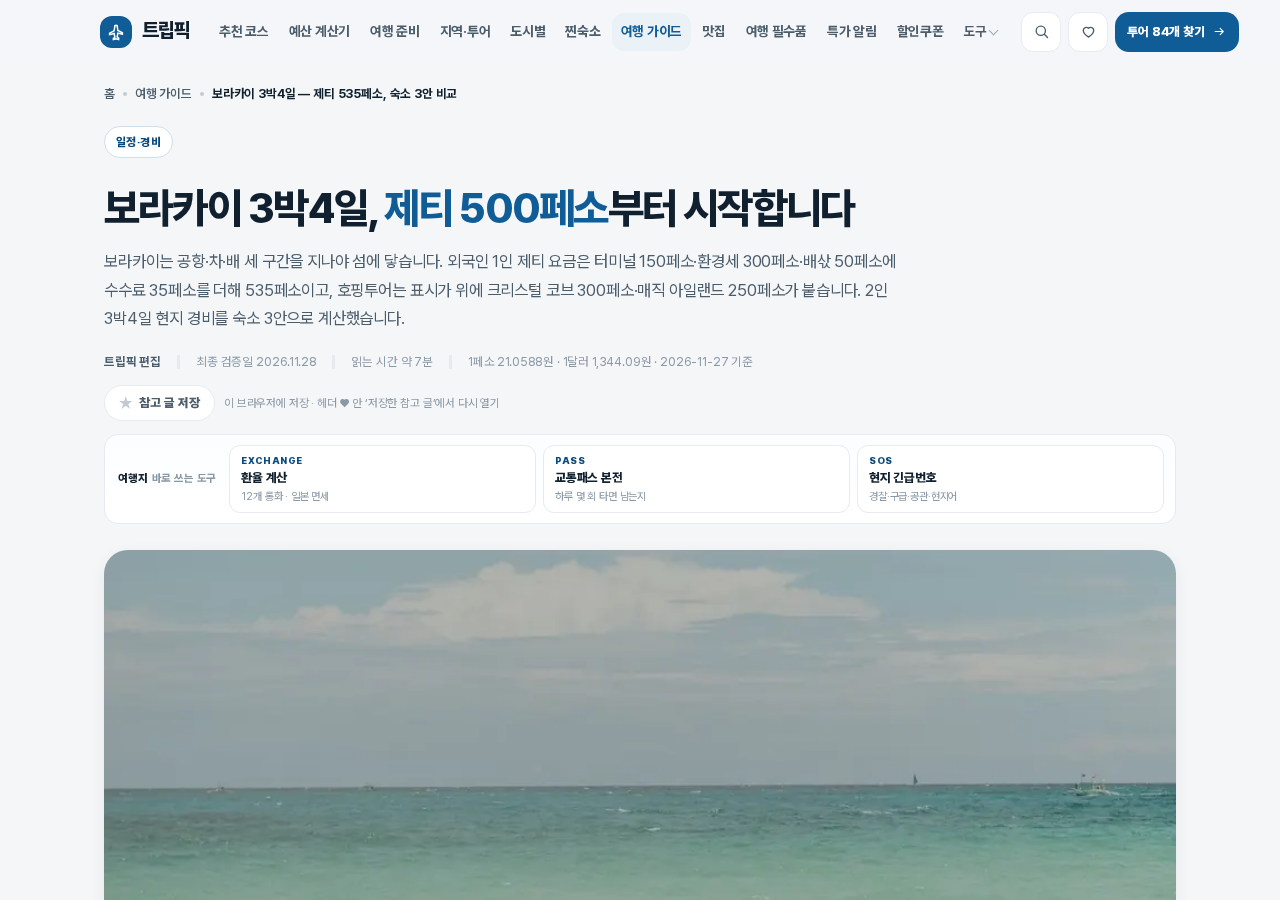 트립픽
추천 코스 예산 계산기 여행 준비 지역·투어 도시별 찐숙소 여행 가이드 맛집 여행 필수품 특가 알림 할인쿠폰 도구 투어 84개 찾기 →
홈 • 여행 가이드 • 보라카이 3박4일 — 제티 535페소, 숙소 3안 비교
일정·경비
보라카이 3박4일, 제티 500페소부터 시작합니다
보라카이는 공항·차·배 세 구간을 지나야 섬에 닿습니다. 외국인 1인 제티 요금은 터미널 150페소·환경세 300페소·배삯 50페소에
수수료 35페소를 더해 535페소이고, 호핑투어는 표시가 위에 크리스털 코브 300페소·매직 아일랜드 250페소가 붙습니다. 2인
3박4일 현지 경비를 숙소 3안으로 계산했습니다.
트립픽 편집 최종 검증일 2026.11.28 읽는 시간 약 7분 1페소 21.0588원 · 1달러 1,344.09원 · 2026-11-27 기준
★ 참고 글 저장 이 브라우저에 저장 · 헤더 ♥ 안 '저장한 참고 글'에서 다시 열기
여행지 바로 쓰는 도구
EXCHANGE
환율 계산
12개 통화 · 일본 면세
PASS
교통패스 본전
하루 몇 회 타면 남는지
SOS
현지 긴급번호
경찰·구급·공관·현지어